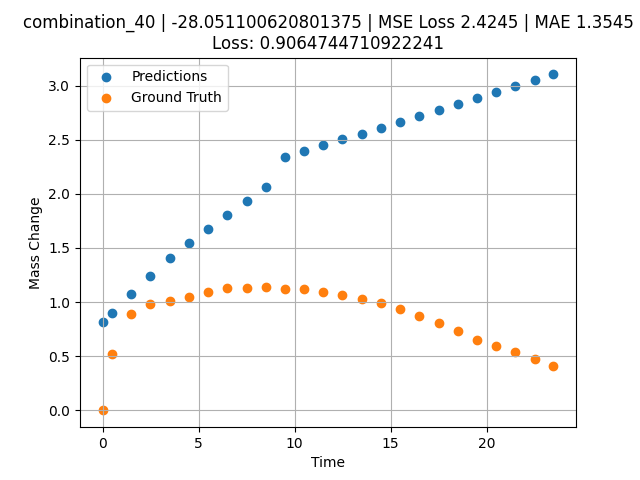 combination_40 | -28.051100620801375 | MSE Loss 2.4245 | MAE 1.3545
Loss: 0.9064744710922241
Predictions
Ground Truth
Mass Change
3.0
2.5
2.0
1.5
1.0
0.5
0.0
0 5 10 15 20
Time